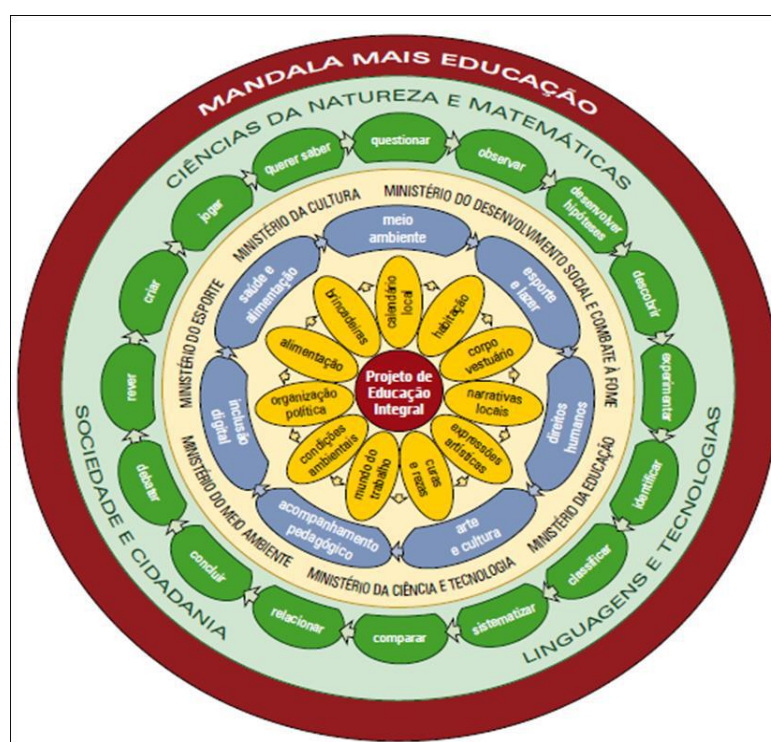 MANDALA MAIS EDUCAÇÃO
CIÊNCIAS DA NATUREZA E MATEMÁTICAS
LINGUAGENS E TECNOLOGIAS
SOCIEDADE E CIDADANIA
questionar
observar
desenvolver
hipóteses
descobrir
experimentar
identificar
classificar
sistematizar
comparar
relacionar
concluir
debater
rever
criar
jogar
querer saber
MINISTÉRIO DA CULTURA
MINISTÉRIO DO DESENVOLVIMENTO SOCIAL E COMBATE À FOME
MINISTÉRIO DA EDUCAÇÃO
MINISTÉRIO DA CIÊNCIA E TECNOLOGIA
MINISTÉRIO DO MEIO AMBIENTE
MINISTÉRIO DO ESPORTE
meio
ambiente
esporte
e lazer
direitos
humanos
arte
e cultura
acompanhamento
pedagógico
inclusão
digital
saúde e
alimentação
calendário
local
habitação
corpo
vestuário
narrativas
locais
expressões
artísticas
curas
e rezas
mundo do
trabalho
condições
ambientais
organização
política
alimentação
brincadeiras
Projeto de
Educação
Integral